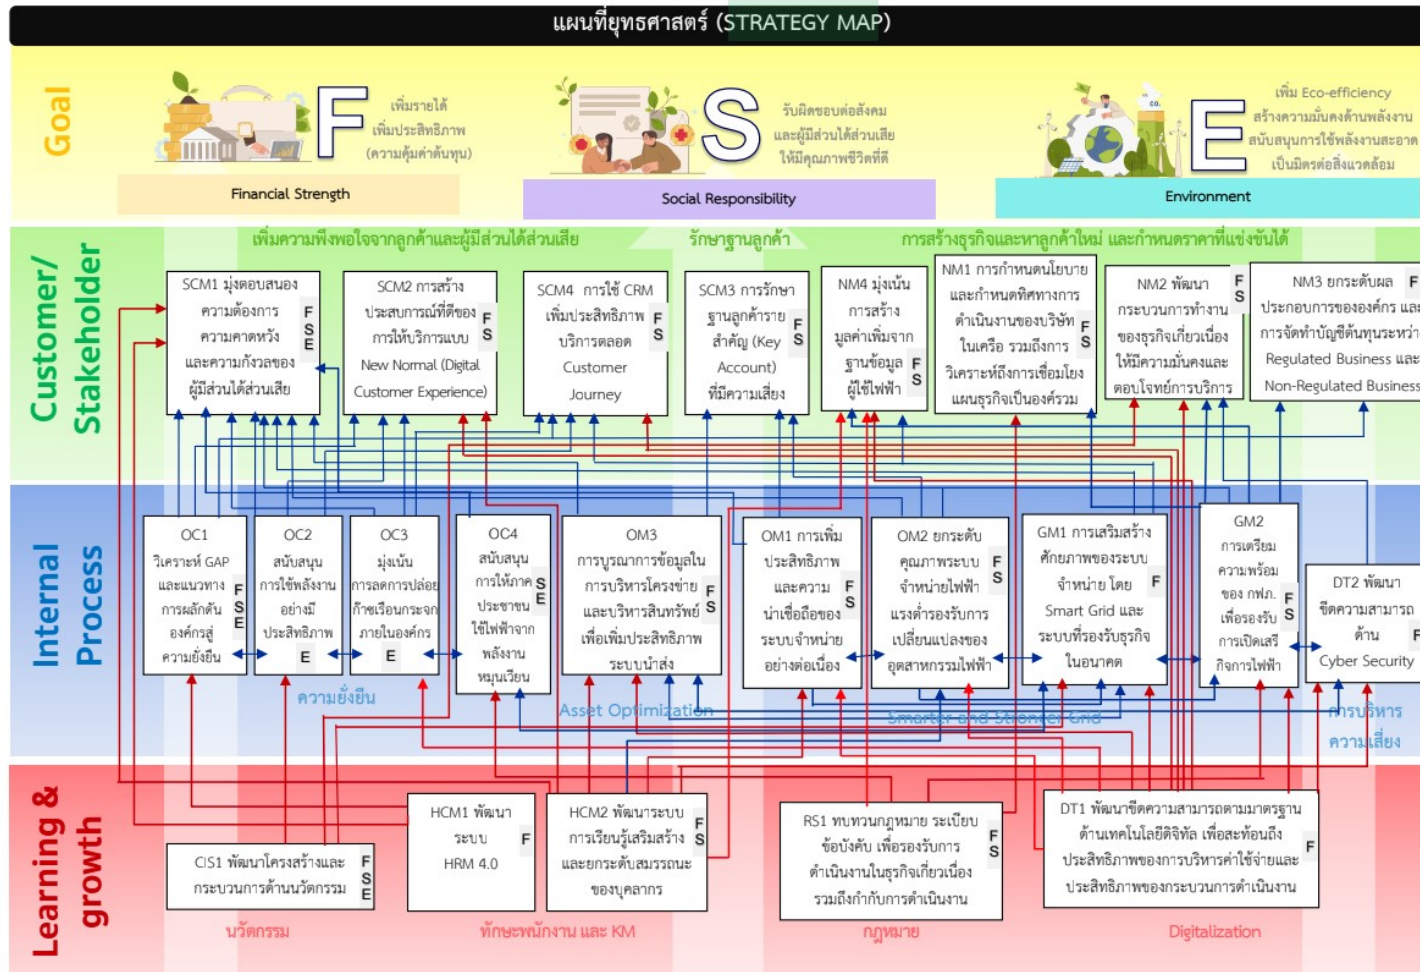 แผนที่ยุทธศาสตร์ (STRATEGY MAP)
Goal
F
เพิ่มรายได้
เพิ่มประสิทธิภาพ
(ความคุ้มค่าต้นทุน)
Financial Strength
S
รับผิดชอบต่อสังคม
และผู้มีส่วนได้ส่วนเสีย
ให้มีคุณภาพชีวิตที่ดี
Social Responsibility
E
เพิ่ม Eco-efficiency
สร้างความมั่นคงด้านพลังงาน
สนับสนุนการใช้พลังงานสะอาด
เป็นมิตรต่อสิ่งแวดล้อม
Environment
Customer/
Stakeholder
เพิ่มความพึงพอใจจากลูกค้าและผู้มีส่วนได้ส่วนเสีย
รักษาฐานลูกค้า
การสร้างธุรกิจและหาลูกค้าใหม่ และกำหนดราคาที่แข่งขันได้
SCM1 มุ่งตอบสนอง
ความต้องการ
ความคาดหวัง
และความกังวลของ
ผู้มีส่วนได้ส่วนเสีย
F
S
E
SCM2 การสร้าง
ประสบการณ์ที่ดีของ
การให้บริการแบบ
New Normal (Digital
Customer Experience)
F
S
SCM4 การใช้ CRM
เพิ่มประสิทธิภาพ
บริการตลอด
Customer
Journey
F
S
SCM3 การรักษา
ฐานลูกค้าราย
สำคัญ (Key
Account)
ที่มีความเสี่ยง
F
S
NM4 มุ่งเน้น
การสร้าง
มูลค่าเพิ่มจาก
ฐานข้อมูล
ผู้ใช้ไฟฟ้า
F
S
NM1 การกำหนดนโยบาย
และกำหนดทิศทางการ
ดำเนินงานของบริษัท
ในเครือ รวมถึงการ
วิเคราะห์ถึงการเชื่อมโยง
แผนธุรกิจเป็นองค์รวม
F
S
NM2 พัฒนา
กระบวนการทำงาน
ของธุรกิจเกี่ยวเนื่อง
ให้มีความมั่นคงและ
ตอบโจทย์การบริการ
F
S
NM3 ยกระดับผล
ประกอบการขององค์กร และ
การจัดทำบัญชีต้นทุนระหว่าง
Regulated Business และ
Non-Regulated Business
F
Internal
Process
OC1
วิเคราะห์ GAP
และแนวทาง
การผลักดัน
องค์กรสู่
ความยั่งยืน
F
S
E
OC2
สนับสนุน
การใช้พลังงาน
อย่างมี
ประสิทธิภาพ
E
OC3
มุ่งเน้น
การลดการปล่อย
ก๊าซเรือนกระจก
ภายในองค์กร
E
OC4
สนับสนุน
การให้ภาค
ประชาชน
ใช้ไฟฟ้าจาก
พลังงาน
หมุนเวียน
S
E
OM3
การบูรณาการข้อมูลใน
การบริหารโครงข่าย
และบริหารสินทรัพย์
เพื่อเพิ่มประสิทธิภาพ
ระบบนำส่ง
F
S
OM1 การเพิ่ม
ประสิทธิภาพ
และความ
น่าเชื่อถือของ
ระบบจำหน่าย
อย่างต่อเนื่อง
F
S
OM2 ยกระดับ
คุณภาพระบบ
จำหน่ายไฟฟ้า
แรงต่ำรองรับการ
เปลี่ยนแปลงของ
อุตสาหกรรมไฟฟ้า
F
S
GM1 การเสริมสร้าง
ศักยภาพของระบบ
จำหน่าย โดย
Smart Grid และ
ระบบที่รองรับธุรกิจ
ในอนาคต
F
GM2
การเตรียม
ความพร้อม
ของ กฟภ.
เพื่อรองรับ
การเปิดเสรี
กิจการไฟฟ้า
F
S
DT2 พัฒนา
ขีดความสามารถ
ด้าน
Cyber Security
F
ความยั่งยืน
Asset Optimization
Smarter and Stronger Grid
การบริหาร
ความเสี่ยง
Learning &
growth
CIS1 พัฒนาโครงสร้างและ
กระบวนการด้านนวัตกรรม
F
S
E
HCM1 พัฒนา
ระบบ
HRM 4.0
F
HCM2 พัฒนาระบบ
การเรียนรู้เสริมสร้าง
และยกระดับสมรรถนะ
ของบุคลากร
F
S
RS1 ทบทวนกฎหมาย ระเบียบ
ข้อบังคับ เพื่อรองรับการ
ดำเนินงานในธุรกิจเกี่ยวเนื่อง
รวมถึงกำกับการดำเนินงาน
F
S
DT1 พัฒนาขีดความสามารถตามมาตรฐาน
ด้านเทคโนโลยีดิจิทัล เพื่อสะท้อนถึง
ประสิทธิภาพของการบริหารค่าใช้จ่ายและ
ประสิทธิภาพของกระบวนการดำเนินงาน
นวัตกรรม
ทักษะพนักงาน และ KM
กฎหมาย
Digitalization